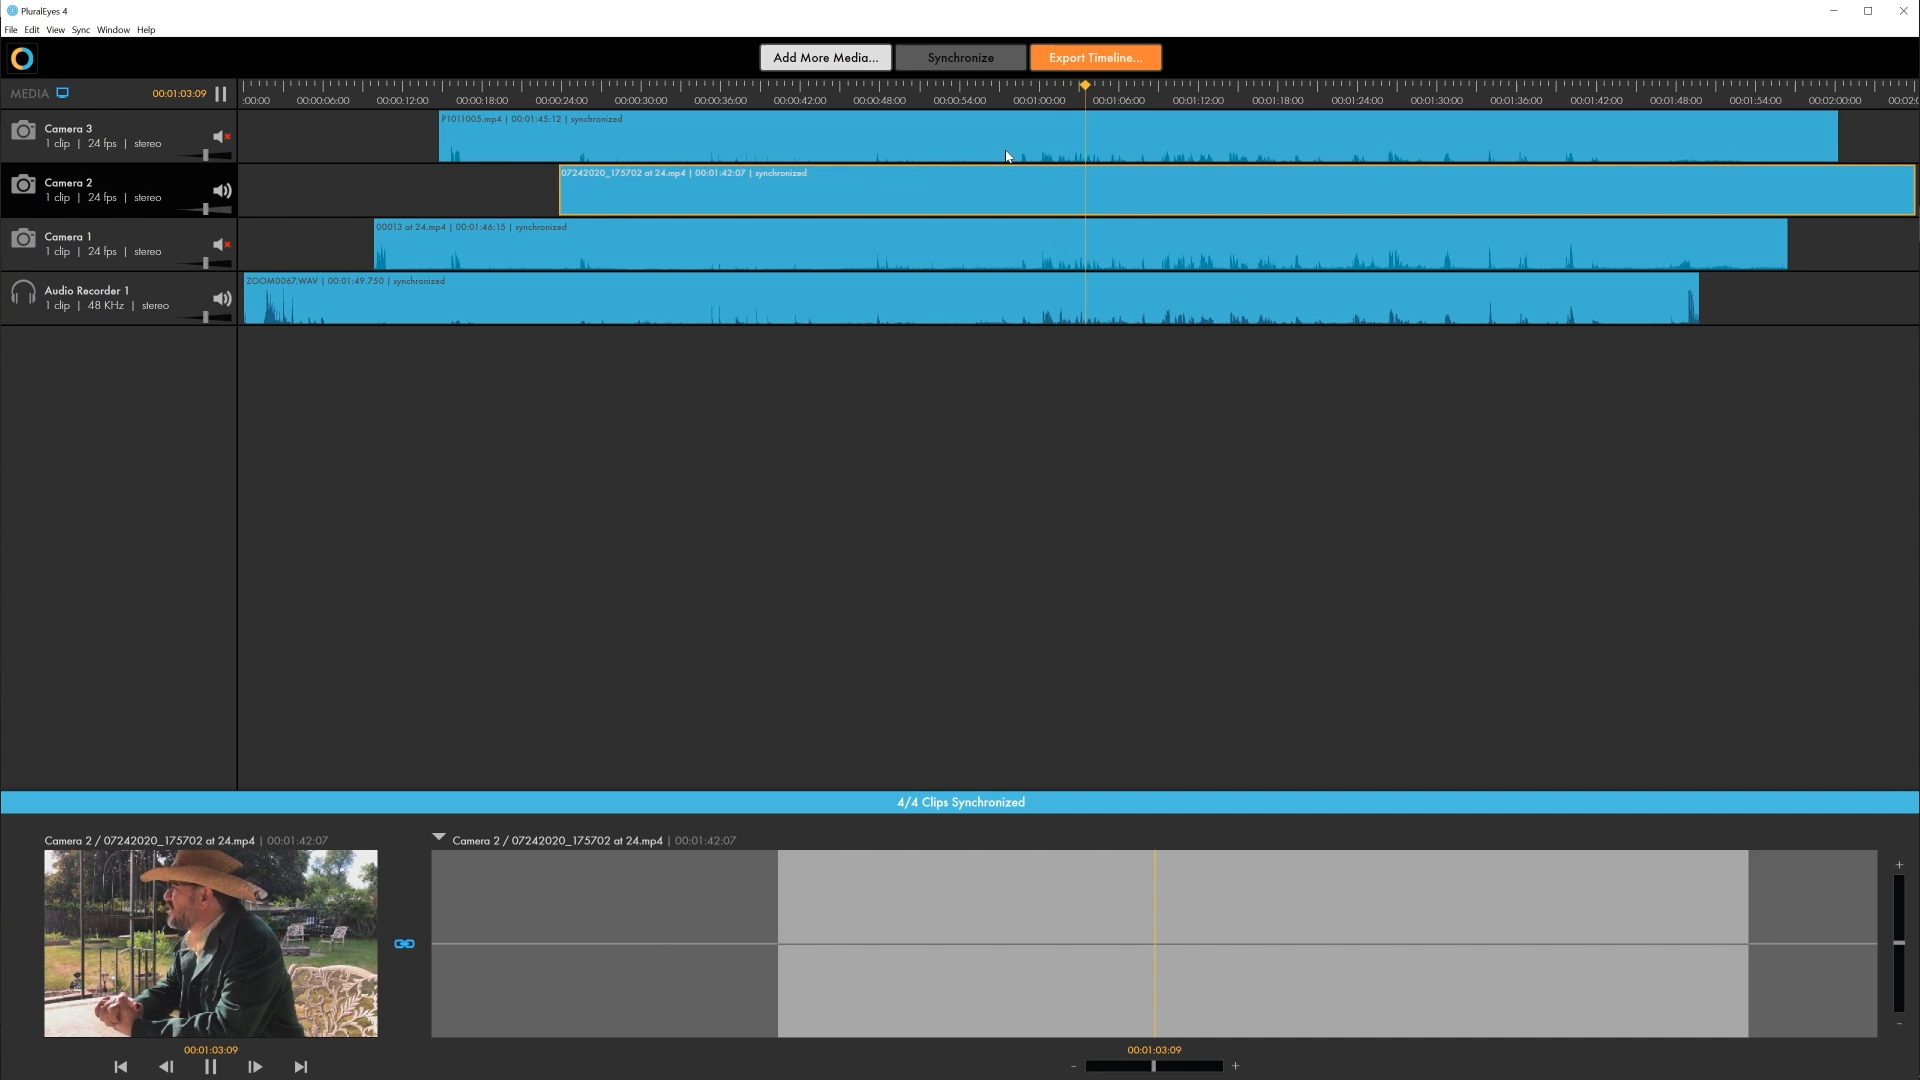 PluralEyes 4
File Edit View Sync Window Help
Add More Media... Synchronize Export Timeline...
MEDIA 00:01:03:09
:00:00 00:00:06:00 00:00:12:00 00:00:18:00 00:00:24:00 00:00:30:00 00:00:36:00 00:00:42:00 00:00:48:00 00:00:54:00 00:01:00:00 00:01:06:00 00:01:12:00 00:01:18:00 00:01:24:00 00:01:30:00 00:01:36:00 00:01:42:00 00:01:48:00 00:01:54:00 00:02:00:00 00:02:0
Camera 3
1 clip | 24 fps | stereo
P1011005.mp4 | 00:01:45:12 | synchronized
Camera 2
1 clip | 24 fps | stereo
07242020_175702 at 24.mp4 | 00:01:42:07 | synchronized
Camera 1
1 clip | 24 fps | stereo
00013 at 24.mp4 | 00:01:46:15 | synchronized
Audio Recorder 1
1 clip | 48 KHz | stereo
ZOOM0067.WAV | 00:01:49.750 | synchronized
4/4 Clips Synchronized
Camera 2 / 07242020_175702 at 24.mp4 | 00:01:42:07
Camera 2 / 07242020_175702 at 24.mp4 | 00:01:42:07
00:01:03:09
00:01:03:09